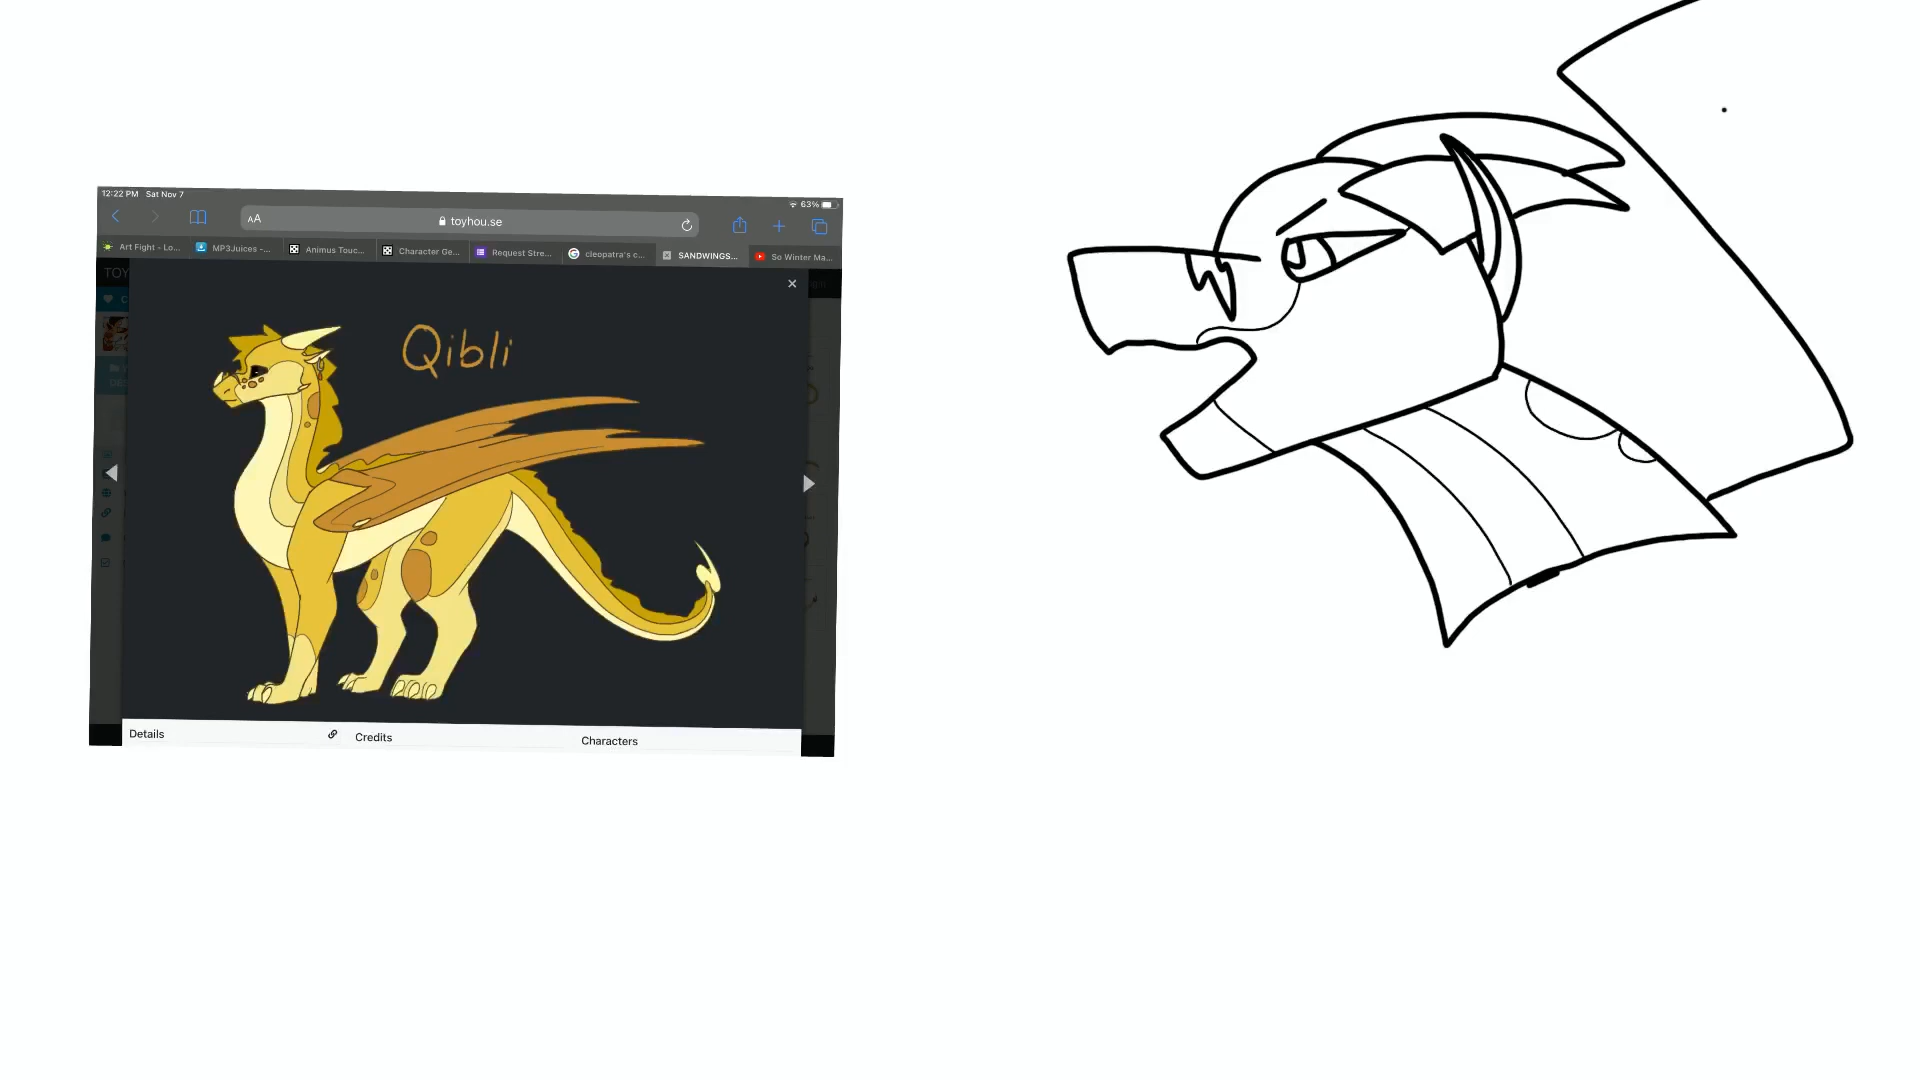 12:22 PM Sat Nov 7
63%
AA
toyhou.se
Art Fight - Lo...
MP3Juices -...
Animus Touc...
Character Ge...
Request Stre...
cleopatra's c...
SANDWINGS...
So Winter Ma...
TOY
C
Qibli
Details
Credits
Characters